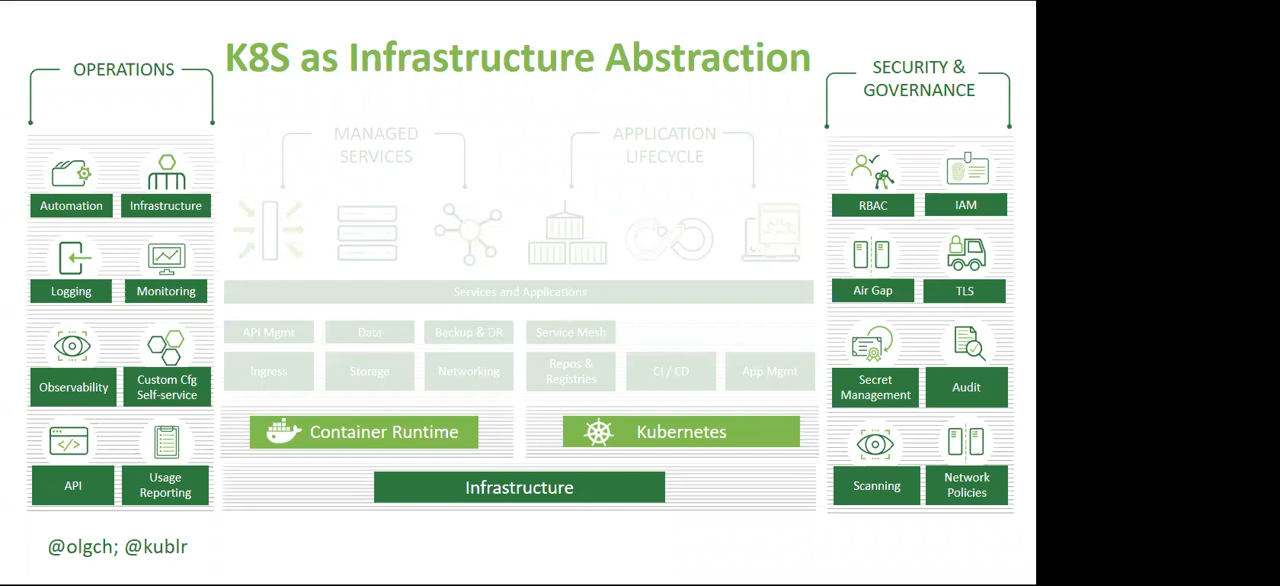 K8S as Infrastructure Abstraction
OPERATIONS
Automation
Infrastructure
Logging
Monitoring
Observability
Custom Cfg
Self-service
API
Usage
Reporting
MANAGED
SERVICES
APPLICATION
LIFECYCLE
Services and Applications
API Mgmt
Data
Backup & DR
Service Mesh
Ingress
Storage
Networking
Repos &
Registries
CI / CD
App Mgmt
Container Runtime
Kubernetes
Infrastructure
SECURITY &
GOVERNANCE
RBAC
IAM
Air Gap
TLS
Secret
Management
Audit
Scanning
Network
Policies
@olgch; @kublr